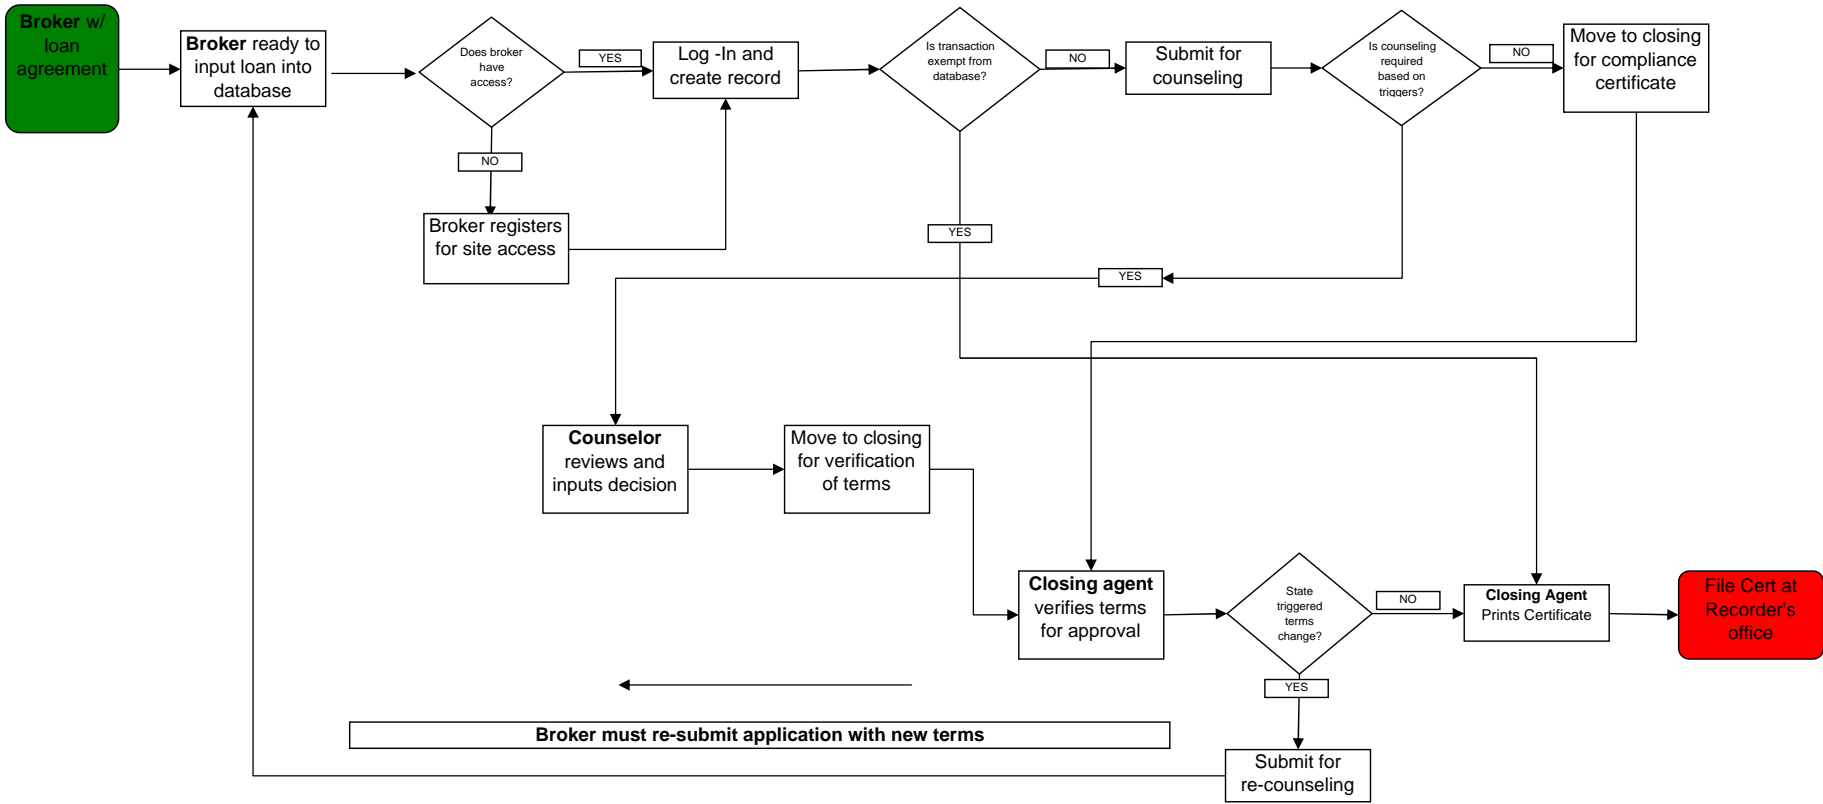 Broker w/
loan
agreement
Broker ready to
input loan into
database
Does broker
have
access?
YES
NO
Broker registers
for site access
Log -In and
create record
Is transaction
exempt from
database?
NO
YES
Submit for
counseling
Is counseling
required
based on
triggers?
NO
YES
Move to closing
for compliance
certificate
Counselor
reviews and
inputs decision
Move to closing
for verification
of terms
Closing agent
verifies terms
for approval
State
triggered
terms
change?
NO
YES
Closing Agent
Prints Certificate
File Cert at
Recorder's
office
Broker must re-submit application with new terms
Submit for
re-counseling